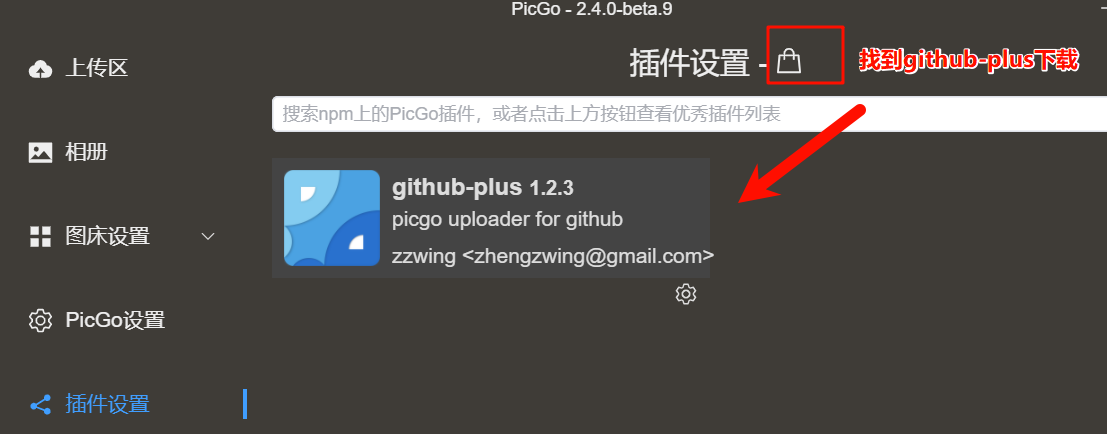 PicGo - 2.4.0-beta.9
上传区
相册
图床设置
PicGo设置
插件设置
插件设置 -
找到github-plus下载
搜索npm上的PicGo插件，或者点击上方按钮查看优秀插件列表
github-plus 1.2.3
picgo uploader for github
zzwing <zhengzwing@gmail.com>